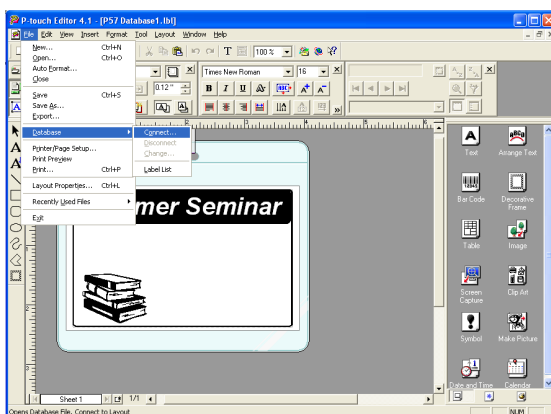 P-touch Editor 4.1 - [P57 Database1.lbl]
File Edit View Insert Format Tool Layout Window Help
New... Ctrl+N
Open... Ctrl+O
Auto Format...
Close
Save Ctrl+S
Save As...
Export...
Database
Printer/Page Setup...
Print Preview
Print... Ctrl+P
Layout Properties... Ctrl+L
Recently Used Files
Exit
Connect...
Disconnect
Change...
Label List
100 %
Times New Roman 16
0.12 "
B I U
mer Seminar
Text
Arrange Text
Bar Code
Decorative Frame
Table
Image
Screen Capture
Clip Art
Symbol
Make Picture
Date and Time
Calendar
Sheet 1
1/1
Opens Database File, Connect to Layout
NUM